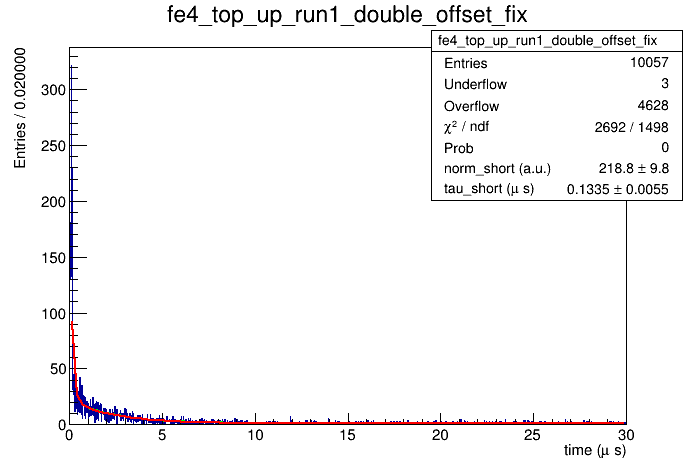 fe4_top_up_run1_double_offset_fix
fe4_top_up_run1_double_offset_fix
Entries 10057
Underflow 3
Overflow 4628
χ² / ndf 2692 / 1498
Prob 0
norm_short (a.u.) 218.8 ± 9.8
tau_short (μ s) 0.1335 ± 0.0055
Entries / 0.020000
300
250
200
150
100
50
0
0 5 10 15 20 25 30
time (μ s)